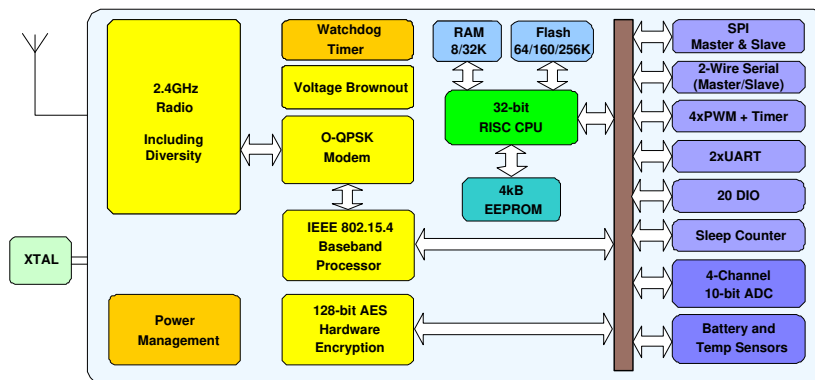 2.4GHz
Radio
Including
Diversity
XTAL
Power
Management
Watchdog
Timer
Voltage Brownout
O-QPSK
Modem
IEEE 802.15.4
Baseband
Processor
128-bit AES
Hardware
Encryption
RAM
8/32K
Flash
64/160/256K
32-bit
RISC CPU
4kB
EEPROM
SPI
Master & Slave
2-Wire Serial
(Master/Slave)
4xPWM + Timer
2xUART
20 DIO
Sleep Counter
4-Channel
10-bit ADC
Battery and
Temp Sensors